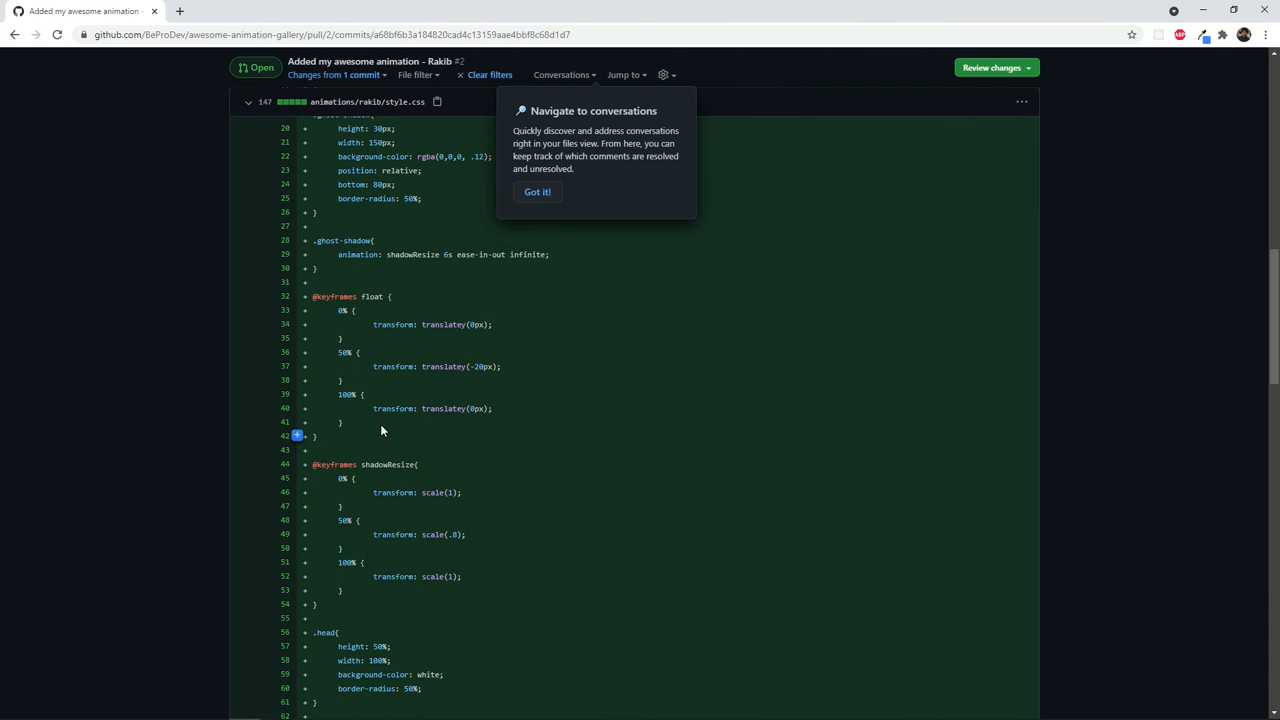 Added my awesome animation -
github.com/BeProDev/awesome-animation-gallery/pull/2/commits/a68bf6b3a184820cad4c13159aae4bbf8c68d1d7
ABP
Open
Added my awesome animation - Rakib #2
Changes from 1 commit
File filter
× Clear filters
Conversations
Jump to
Review changes
147 animations/rakib/style.css
Navigate to conversations
Quickly discover and address conversations
right in your files view. From here, you can
keep track of which comments are resolved
and unresolved.
Got it!
20 + height: 30px;
21 + width: 150px;
22 + background-color: rgba(0,0,0, .12);
23 + position: relative;
24 + bottom: 80px;
25 + border-radius: 50%;
26 + }
27 +
28 + .ghost-shadow{
29 + animation: shadowResize 6s ease-in-out infinite;
30 + }
31 +
32 + @keyframes float {
33 + 0% {
34 + transform: translatey(0px);
35 + }
36 + 50% {
37 + transform: translatey(-20px);
38 + }
39 + 100% {
40 + transform: translatey(0px);
41 + }
42 + }
43 +
44 + @keyframes shadowResize{
45 + 0% {
46 + transform: scale(1);
47 + }
48 + 50% {
49 + transform: scale(.8);
50 + }
51 + 100% {
52 + transform: scale(1);
53 + }
54 + }
55 +
56 + .head{
57 + height: 50%;
58 + width: 100%;
59 + background-color: white;
60 + border-radius: 50%;
61 + }
62 +